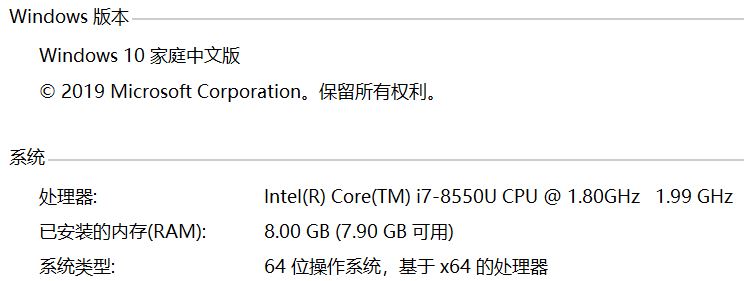 Windows 版本
Windows 10 家庭中文版
© 2019 Microsoft Corporation。保留所有权利。
系统
处理器: Intel(R) Core(TM) i7-8550U CPU @ 1.80GHz 1.99 GHz
已安装的内存(RAM): 8.00 GB (7.90 GB 可用)
系统类型: 64 位操作系统，基于 x64 的处理器